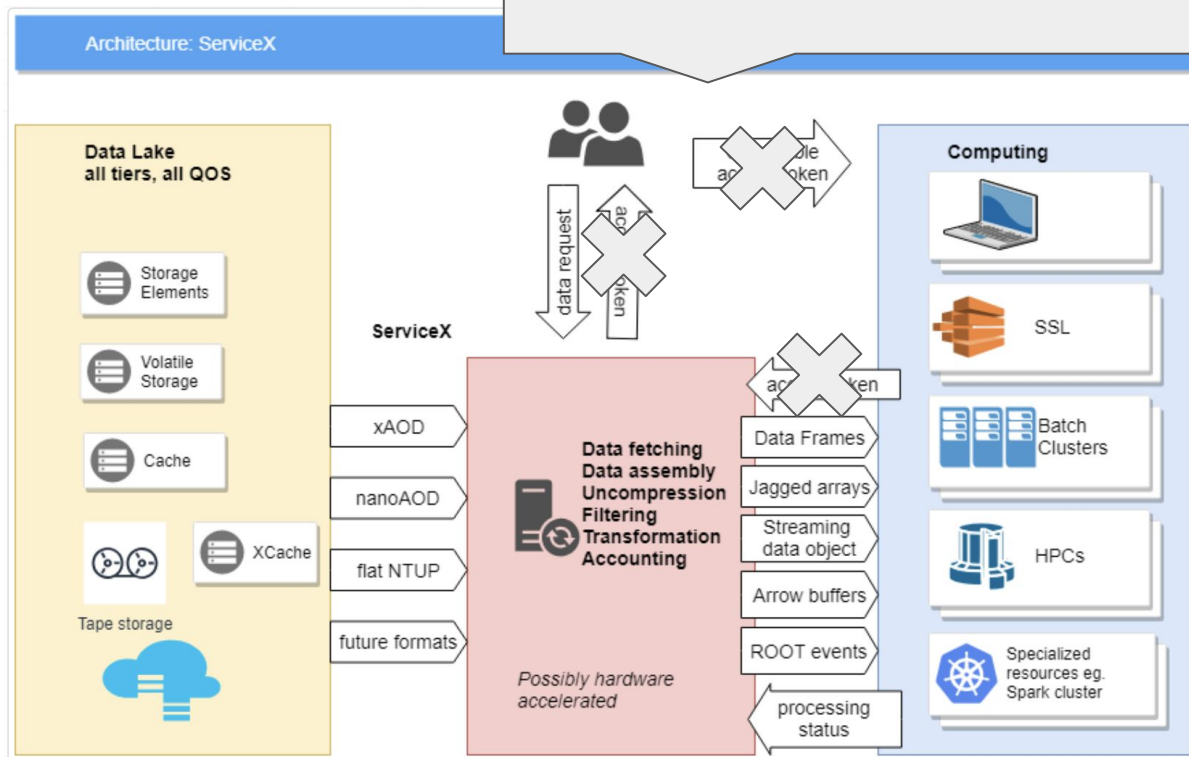 Architecture: ServiceX
Data Lake
all tiers, all QOS
Storage
Elements
Volatile
Storage
Cache
XCache
Tape storage
data request
ServiceX
xAOD
nanoAOD
flat NTUP
future formats
Data fetching
Data assembly
Uncompression
Filtering
Transformation
Accounting
Possibly hardware
accelerated
Data Frames
Jagged arrays
Streaming
data object
Arrow buffers
ROOT events
processing
status
Computing
SSL
Batch
Clusters
HPCs
Specialized
resources eg.
Spark cluster